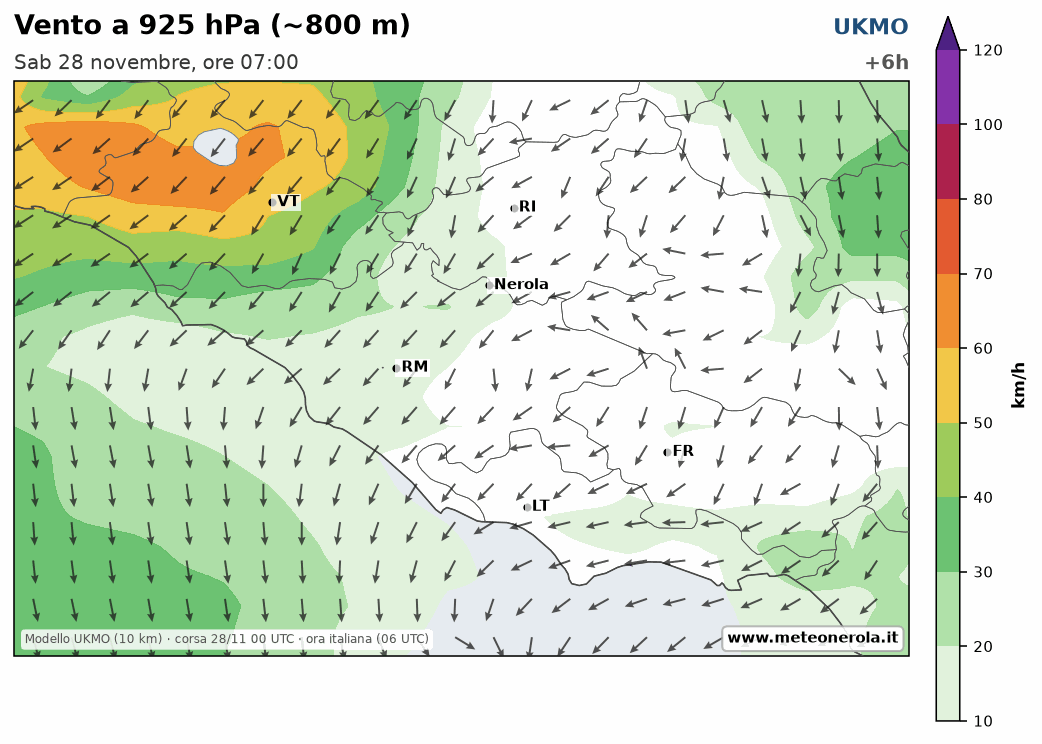 Vento a 925 hPa (~800 m)
UKMO
Sab 28 novembre, ore 07:00
+6h
120
100
80
70
60
50
40
30
20
10
km/h
VT
RI
Nerola
RM
FR
LT
Modello UKMO (10 km) · corsa 28/11 00 UTC · ora italiana (06 UTC)
www.meteonerola.it